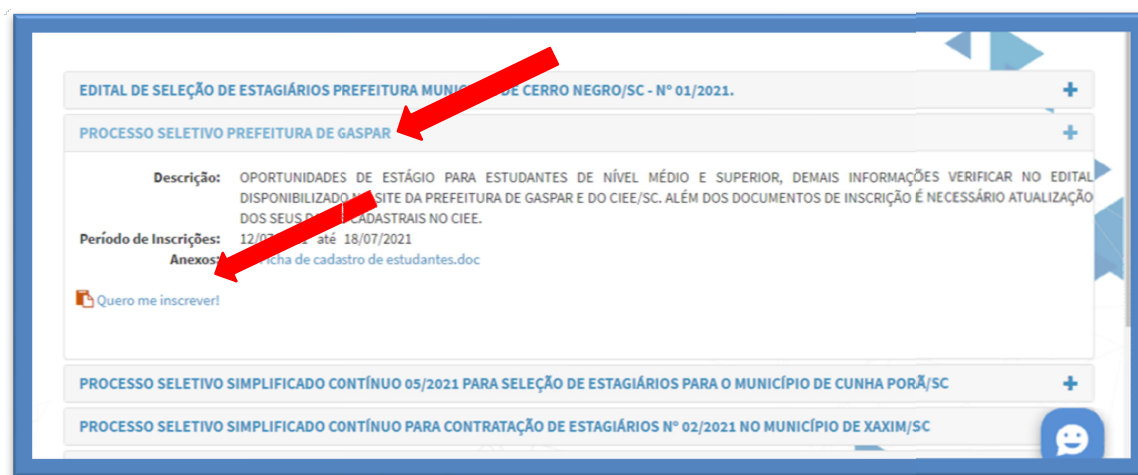 EDITAL DE SELEÇÃO DE ESTAGIÁRIOS PREFEITURA DE CERRO NEGRO/SC - Nº 01/2021.
PROCESSO SELETIVO PREFEITURA DE GASPAR
Descrição: OPORTUNIDADES DE ESTÁGIO PARA ESTUDANTES DE NÍVEL MÉDIO E SUPERIOR, DEMAIS INFORMAÇÕES VERIFICAR NO EDITAL
DISPONIBILIZADO SITE DA PREFEITURA DE GASPAR E DO CIEE/SC. ALÉM DOS DOCUMENTOS DE INSCRIÇÃO É NECESSÁRIO ATUALIZAÇÃO
DOS SEUS CADASTRAIS NO CIEE.
Período de Inscrições: até 18/07/2021
Anexos: de cadastro de estudantes.doc
Quero me inscrever!
PROCESSO SELETIVO SIMPLIFICADO CONTÍNUO 05/2021 PARA SELEÇÃO DE ESTAGIÁRIOS PARA O MUNICÍPIO DE CUNHA PORÃ/SC
PROCESSO SELETIVO SIMPLIFICADO CONTÍNUO PARA CONTRATAÇÃO DE ESTAGIÁRIOS Nº 02/2021 NO MUNICÍPIO DE XAXIM/SC